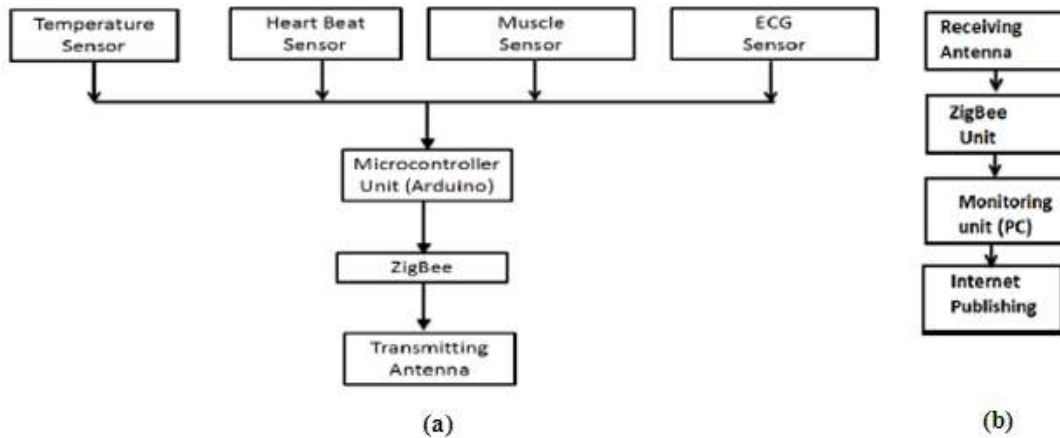 Temperature
Sensor
Heart Beat
Sensor
Muscle
Sensor
ECG
Sensor
Microcontroller
Unit (Arduino)
ZigBee
Transmitting
Antenna
(a)
Receiving
Antenna
ZigBee
Unit
Monitoring
unit (PC)
Internet
Publishing
(b)